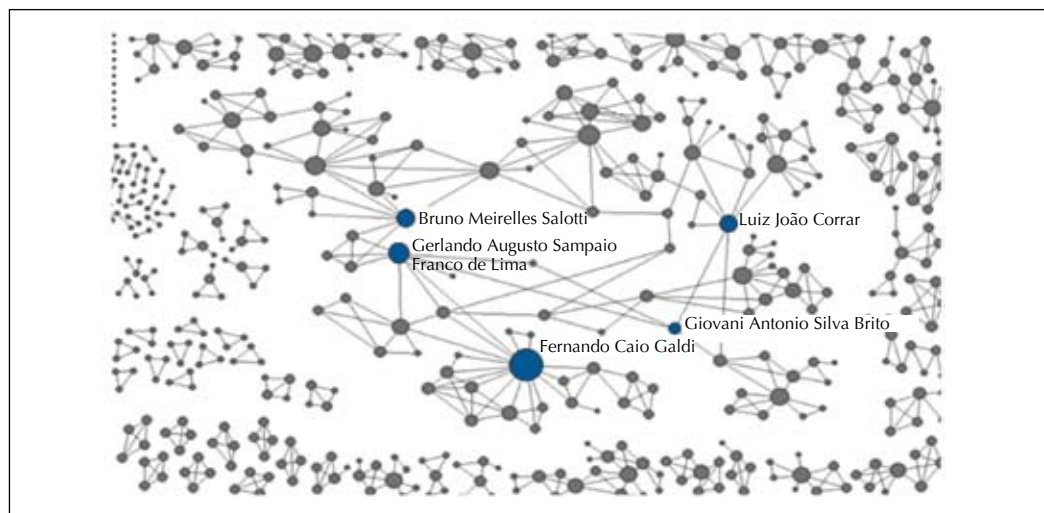 Bruno Meirelles Salotti
Luiz João Corrar
Gerlando Augusto Sampaio
Franco de Lima
Giovani Antonio Silva Brito
Fernando Caio Galdi